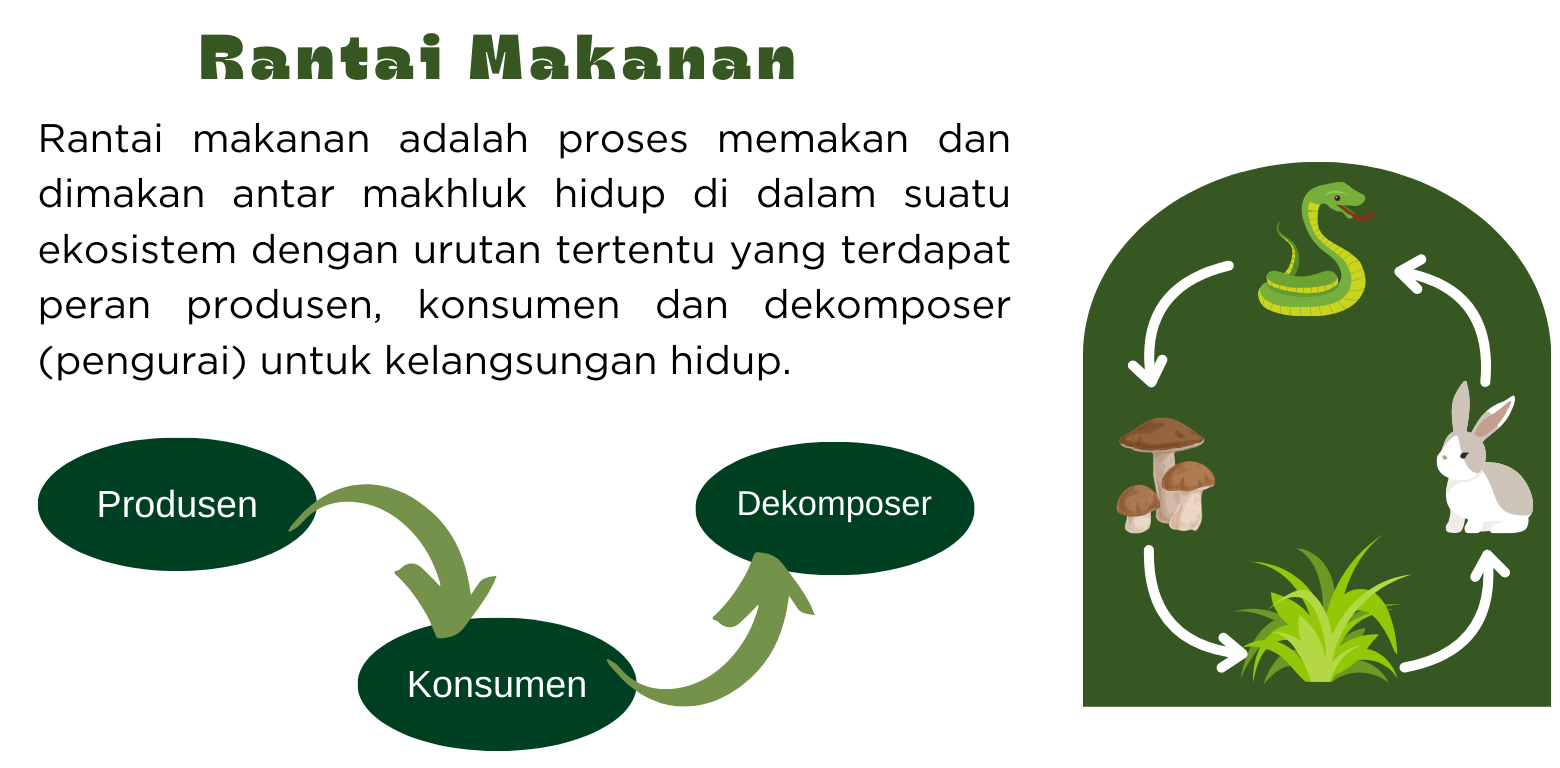 Rantai Makanan
Rantai makanan adalah proses memakan dan
dimakan antar makhluk hidup di dalam suatu
ekosistem dengan urutan tertentu yang terdapat
peran produsen, konsumen dan dekomposer
(pengurai) untuk kelangsungan hidup.
Produsen
Dekomposer
Konsumen